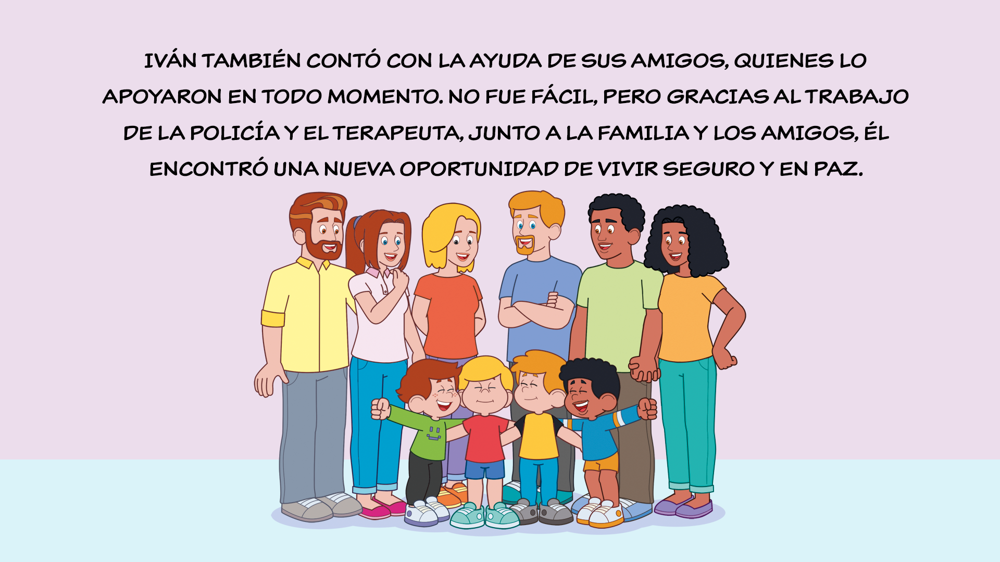 IVÁN TAMBIÉN CONTÓ CON LA AYUDA DE SUS AMIGOS, QUIENES LO
APOYARON EN TODO MOMENTO. NO FUE FÁCIL, PERO GRACIAS AL TRABAJO
DE LA POLICÍA Y EL TERAPEUTA, JUNTO A LA FAMILIA Y LOS AMIGOS, ÉL
ENCONTRÓ UNA NUEVA OPORTUNIDAD DE VIVIR SEGURO Y EN PAZ.